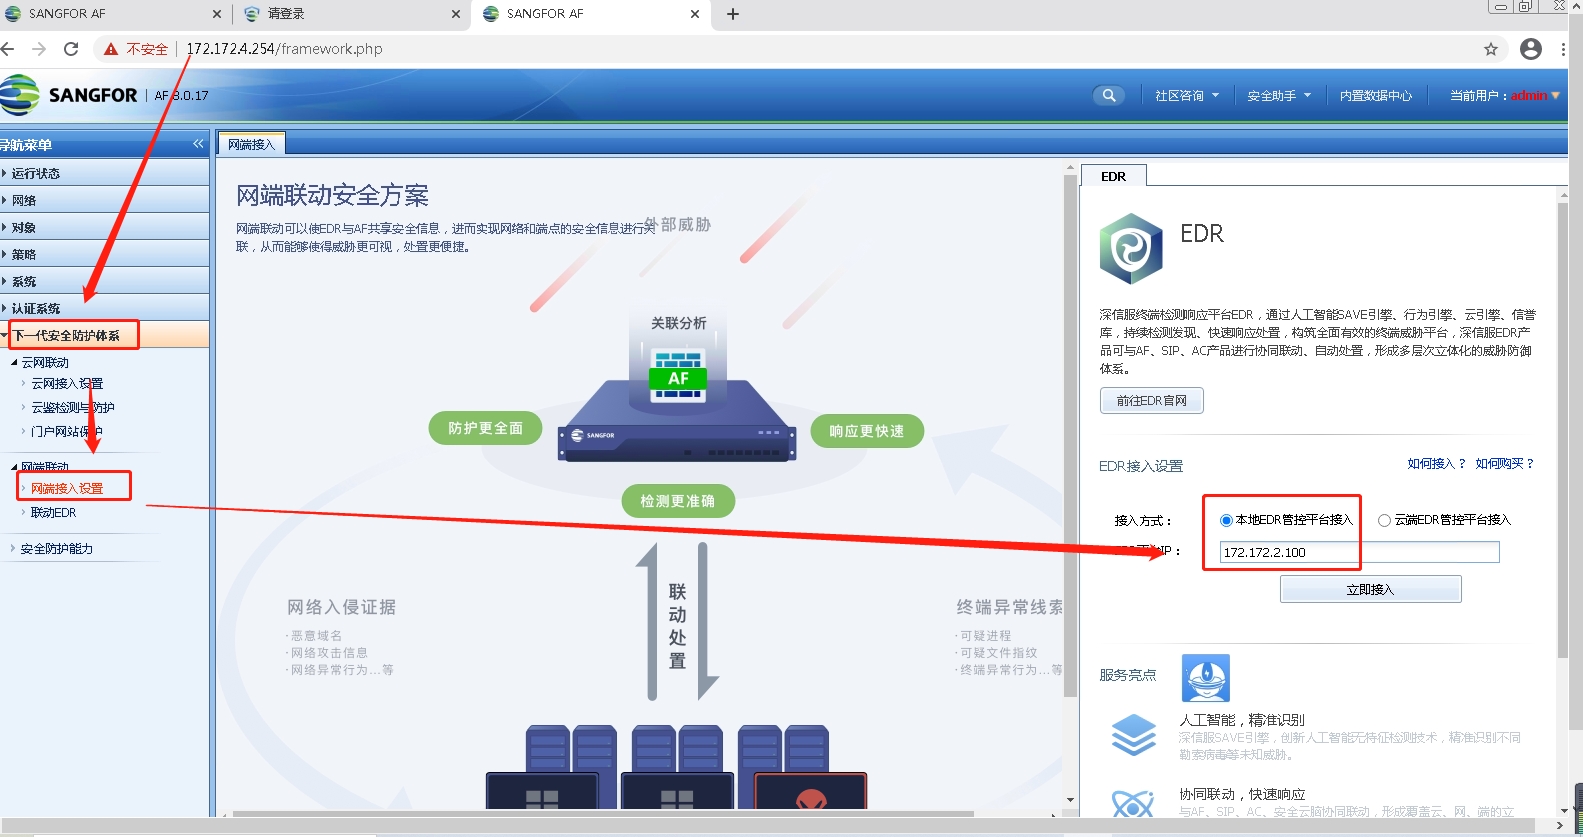 SANGFOR AF
请登录
SANGFOR AF
不安全
172.172.4.254/framework.php
SANGFOR
AF 8.0.17
社区咨询
安全助手
内置数据中心
当前用户：admin
导航菜单
网端接入
运行状态
网络
对象
策略
系统
认证系统
下一代安全防护体系
云网联动
云网接入设置
云鉴检测与防护
门户网站保护
网端联动
网端接入设置
联动EDR
安全防护能力
网端联动安全方案
网端联动可以使EDR与AF共享安全信息，进而实现网络和端点的安全信息进行关
联，从而能够使得威胁更可视，处置更便捷。
外部威胁
关联分析
AF
SANGFOR
防护更全面
响应更快速
检测更准确
联动处置
网络入侵证据
·恶意域名
·网络攻击信息
·网络异常行为...等
终端异常线索
·可疑进程
·可疑文件指纹
·终端异常行为...等
EDR
EDR
深信服终端检测响应平台EDR，通过人工智能SAVE引擎、行为引擎、云引擎、信誉
库，持续检测发现、快速响应处置，构筑全面有效的终端威胁平台，深信服EDR产
品可与AF、SIP、AC产品进行协同联动、自动处置，形成多层次立体化的威胁防御
体系。
前往EDR官网
EDR接入设置
如何接入？
如何购买？
接入方式：
本地EDR管控平台接入
云端EDR管控平台接入
IP：
172.172.2.100
立即接入
服务亮点
人工智能，精准识别
深信服SAVE引擎，创新人工智能无特征检测技术，精准识别不同
勒索病毒等未知威胁。
协同联动，快速响应
与AF、SIP、AC、安全云脑协同联动，形成覆盖云、网、端的立